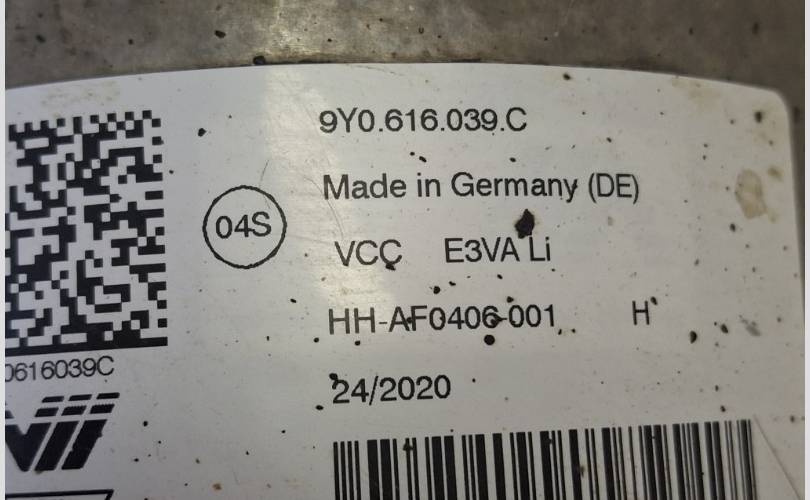 9Y0.616.039.C
Made in Germany (DE)
04S
VCC E3VA Li
HH-AF0406-001 H
0616039C
24/2020